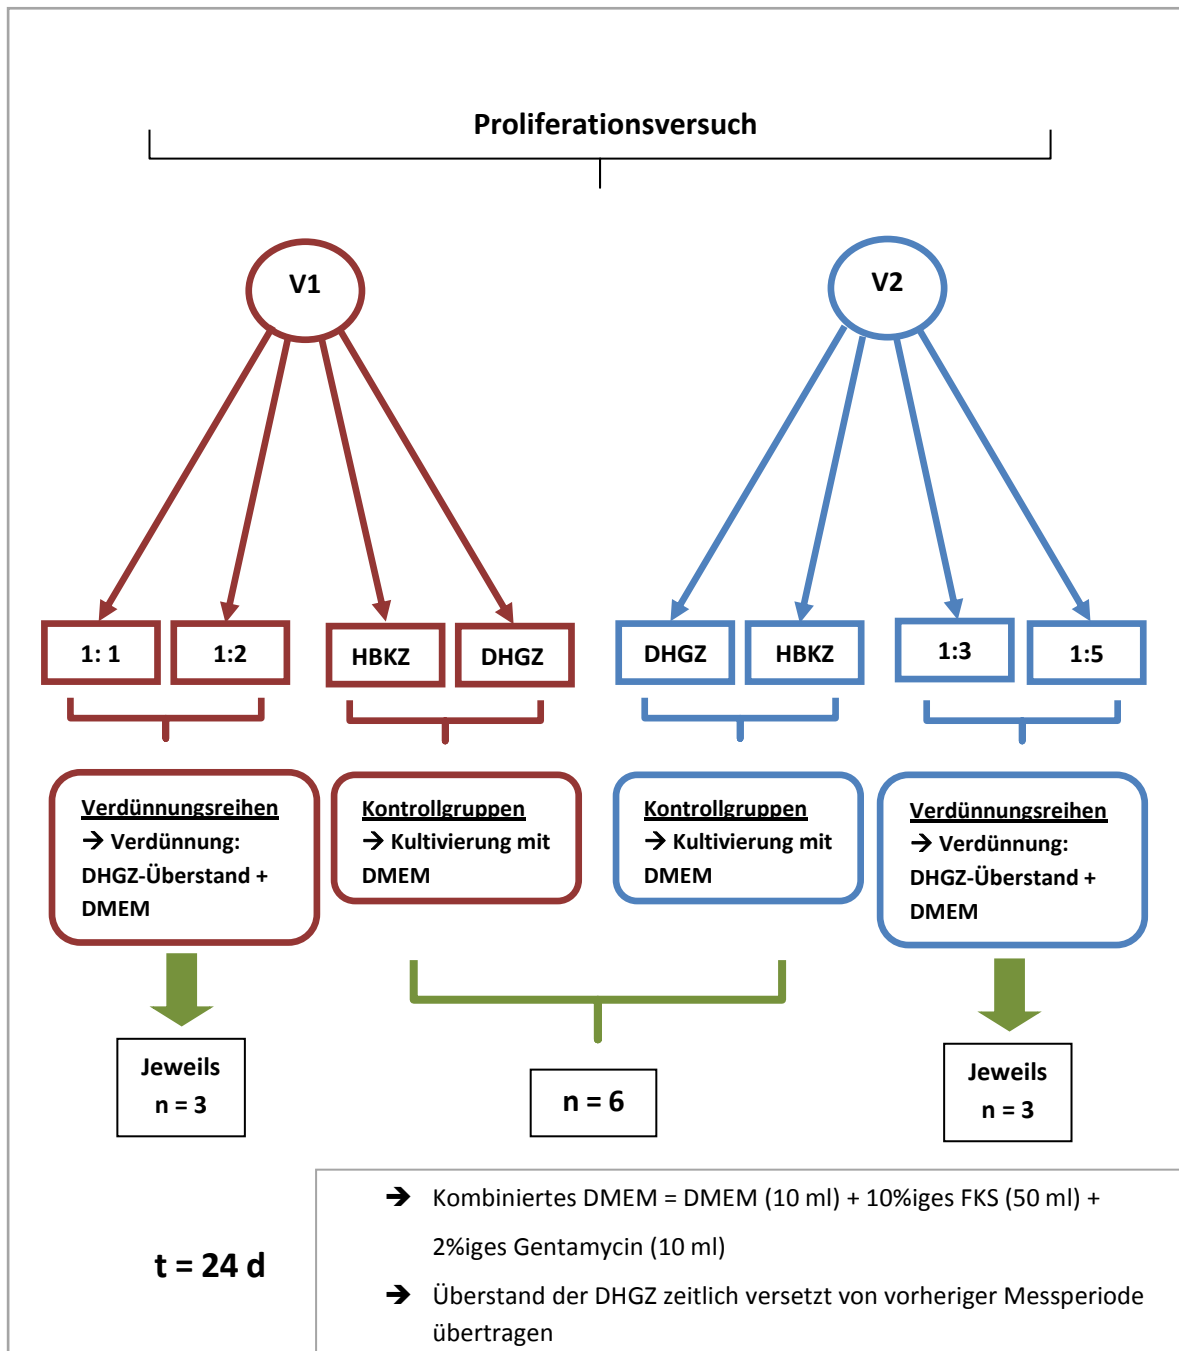 Proliferationsversuch
V1
V2
1: 1
1:2
HBKZ
DHGZ
DHGZ
HBKZ
1:3
1:5
Verdünnungsreihen
→ Verdünnung:
DHGZ-Überstand +
DMEM
Kontrollgruppen
→ Kultivierung mit
DMEM
Kontrollgruppen
→ Kultivierung mit
DMEM
Verdünnungsreihen
→ Verdünnung:
DHGZ-Überstand +
DMEM
Jeweils
n = 3
n = 6
Jeweils
n = 3
t = 24 d
→ Kombiniertes DMEM = DMEM (10 ml) + 10%iges FKS (50 ml) +
2%iges Gentamycin (10 ml)
→ Überstand der DHGZ zeitlich versetzt von vorheriger Messperiode
übertragen